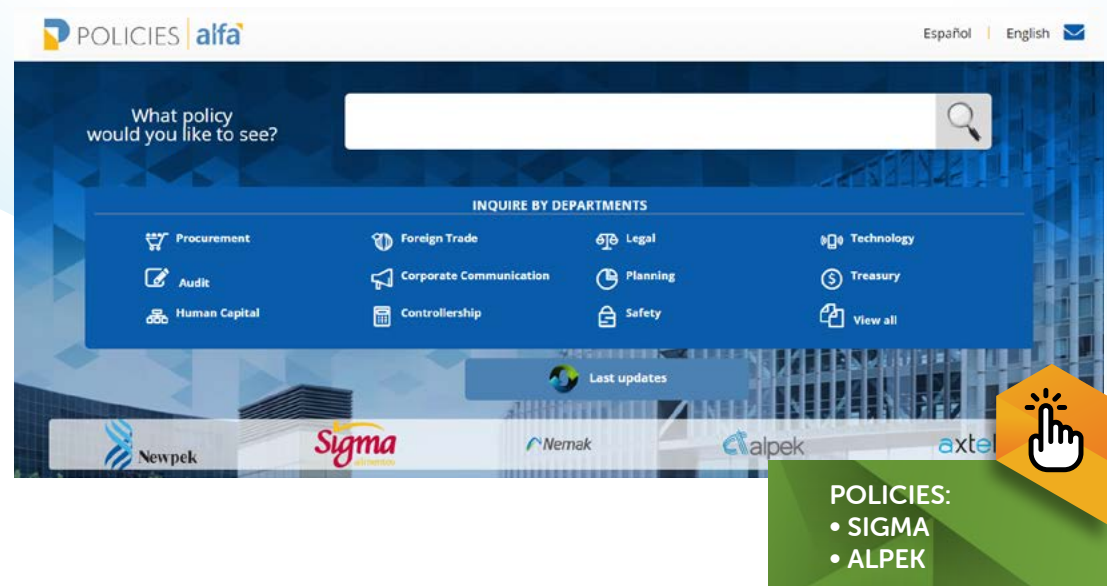 POLICIES alfa
Español | English
What policy
would you like to see?
INQUIRE BY DEPARTMENTS
Procurement
Foreign Trade
Legal
Technology
Audit
Corporate Communication
Planning
Treasury
Human Capital
Controllership
Safety
View all
Last updates
Newpek
Sigma
Nemak
alpek
axtel
POLICIES:
• SIGMA
• ALPEK